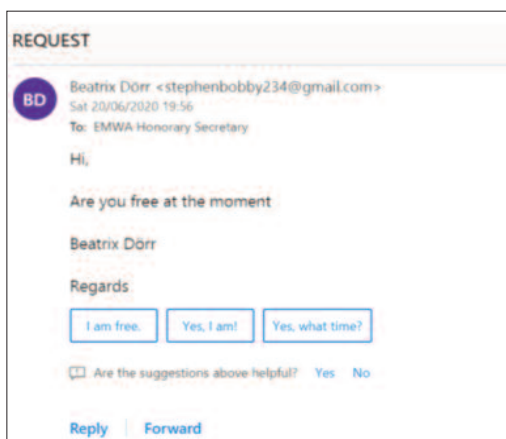 REQUEST
BD
Beatrix Dörr <stephenbobby234@gmail.com>
Sat 20/06/2020 19:56
To: EMWA Honorary Secretary
Hi,
Are you free at the moment
Beatrix Dörr
Regards
I am free. Yes, I am! Yes, what time?
Are the suggestions above helpful? Yes No
Reply Forward